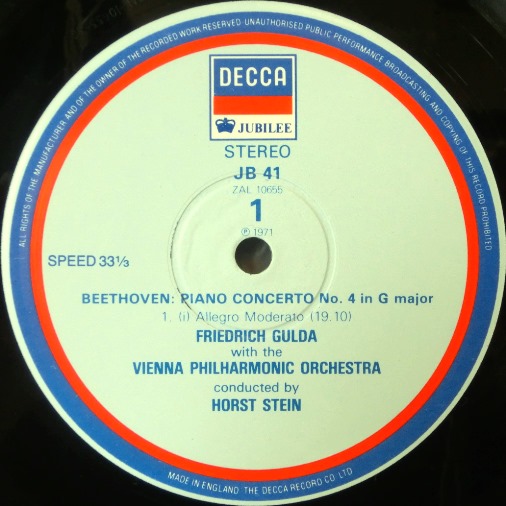 ALL RIGHTS OF THE MANUFACTURER AND OF THE OWNER OF THE RECORDED WORK RESERVED UNAUTHORISED PUBLIC PERFORMANCE BROADCASTING AND COPYING OF THIS RECORD PROHIBITED
DECCA
JUBILEE
STEREO
JB 41
ZAL 10655
1
℗ 1971
SPEED 33⅓
BEETHOVEN: PIANO CONCERTO No. 4 in G major
1. (i) Allegro Moderato (19.10)
FRIEDRICH GULDA
with the
VIENNA PHILHARMONIC ORCHESTRA
conducted by
HORST STEIN
MADE IN ENGLAND THE DECCA RECORD CO LTD